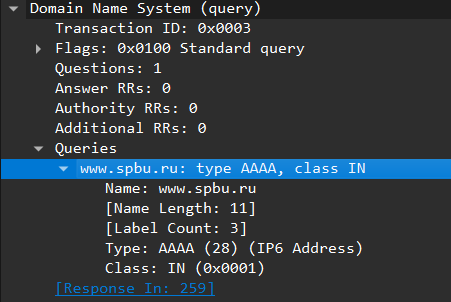 Domain Name System (query)
Transaction ID: 0x0003
Flags: 0x0100 Standard query
Questions: 1
Answer RRs: 0
Authority RRs: 0
Additional RRs: 0
Queries
www.spbu.ru: type AAAA, class IN
Name: www.spbu.ru
[Name Length: 11]
[Label Count: 3]
Type: AAAA (28) (IP6 Address)
Class: IN (0x0001)
[Response In: 259]